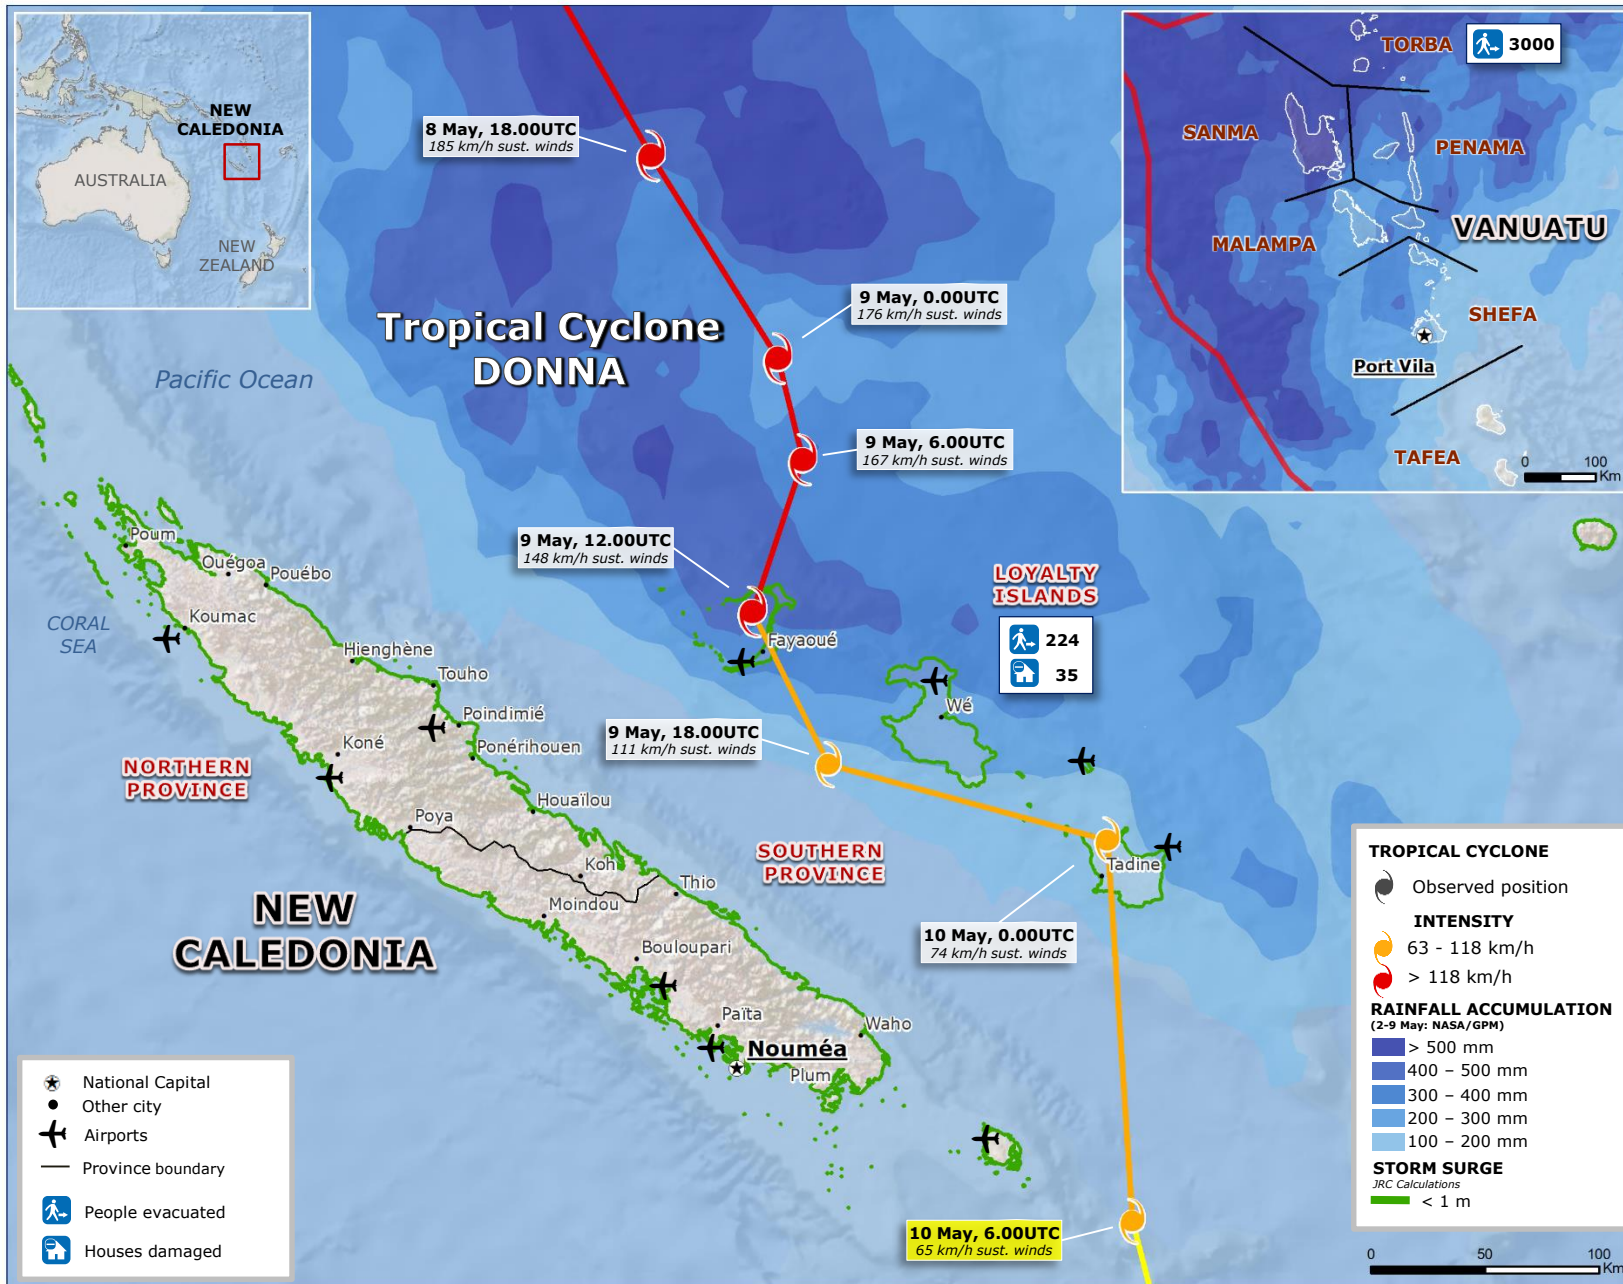 NEW
CALEDONIA
AUSTRALIA
NEW
ZEALAND
8 May, 18.00UTC
185 km/h sust. winds
TORBA
3000
SANMA
PENAMA
VANUATU
MALAMPA
SHEFA
Port Vila
TAFEA
0 100
Km
9 May, 0.00UTC
176 km/h sust. winds
Tropical Cyclone
DONNA
Pacific Ocean
9 May, 6.00UTC
167 km/h sust. winds
9 May, 12.00UTC
148 km/h sust. winds
LOYALTY
ISLANDS
224
35
Poum
Ouégoa
Pouébo
Koumac
CORAL
SEA
Hienghène
Touho
Fayaoué
Wé
Poindimié
Koné
Ponérihouen
9 May, 18.00UTC
111 km/h sust. winds
NORTHERN
PROVINCE
Houaïlou
Poya
SOUTHERN
PROVINCE
Koh
Thio
Tadine
Moindou
NEW
CALEDONIA
Bouloupari
10 May, 0.00UTC
74 km/h sust. winds
Païta
Waho
Nouméa
Plum
10 May, 6.00UTC
65 km/h sust. winds
National Capital
Other city
Airports
Province boundary
People evacuated
Houses damaged
TROPICAL CYCLONE
Observed position
INTENSITY
63 - 118 km/h
> 118 km/h
RAINFALL ACCUMULATION
(2-9 May: NASA/GPM)
> 500 mm
400 – 500 mm
300 – 400 mm
200 – 300 mm
100 – 200 mm
STORM SURGE
JRC Calculations
< 1 m
0 50 100
Km